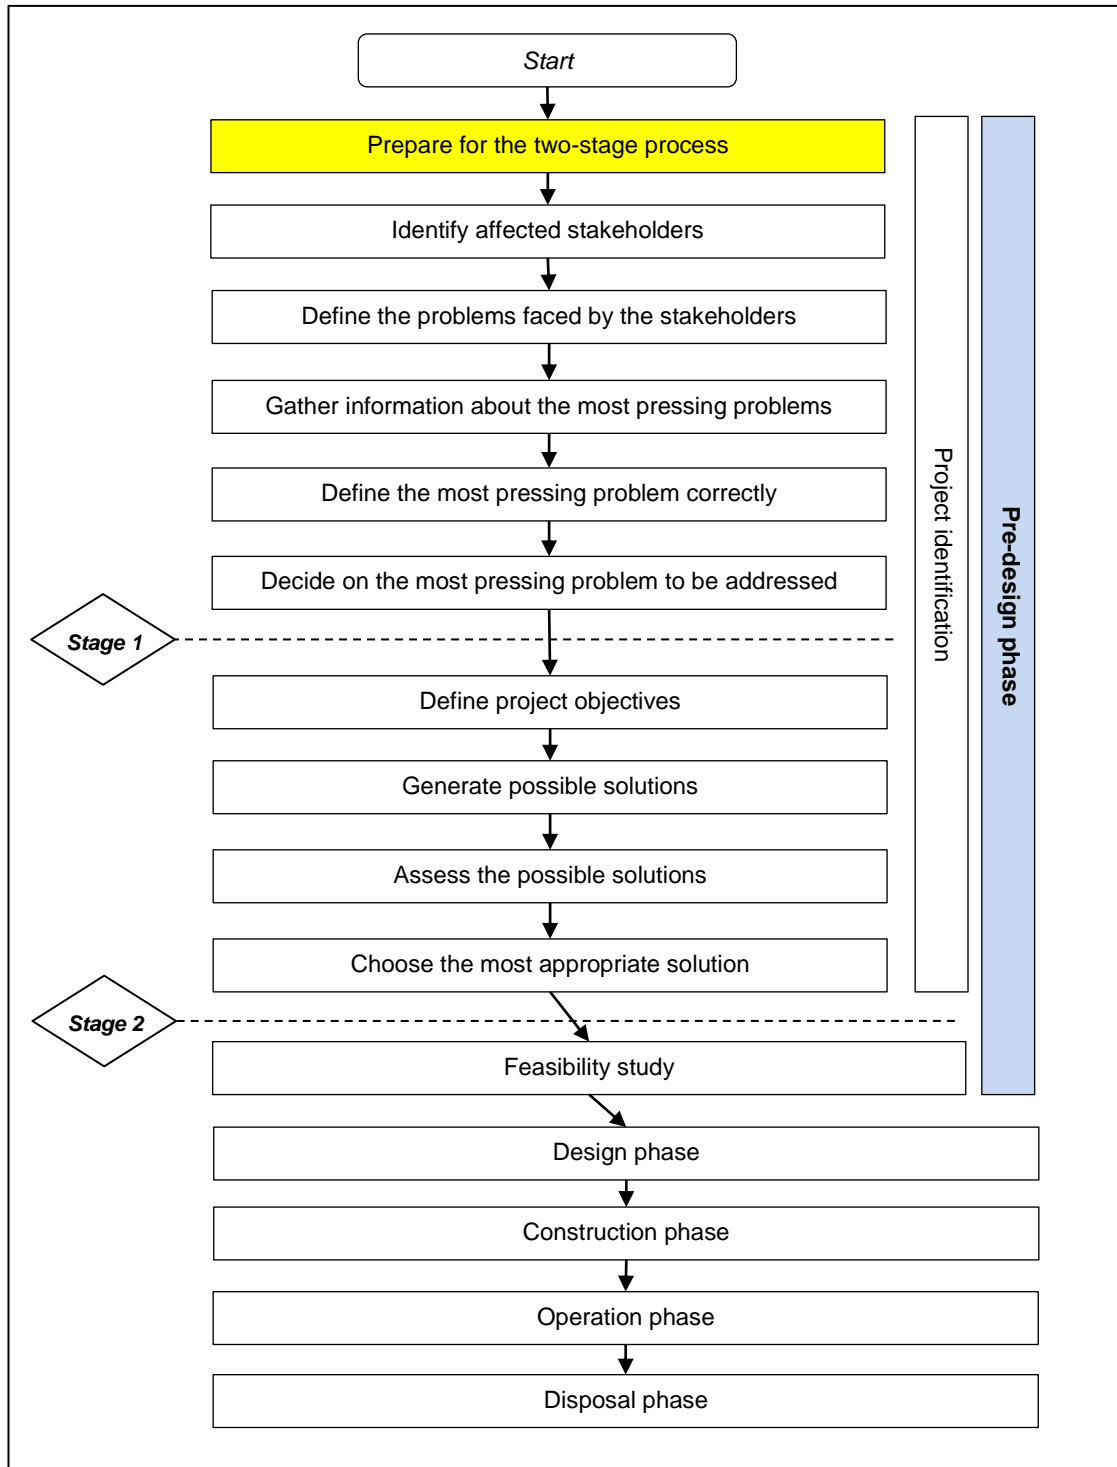 Start
Prepare for the two-stage process
Identify affected stakeholders
Define the problems faced by the stakeholders
Gather information about the most pressing problems
Define the most pressing problem correctly
Decide on the most pressing problem to be addressed
Stage 1
Define project objectives
Generate possible solutions
Assess the possible solutions
Choose the most appropriate solution
Stage 2
Feasibility study
Design phase
Construction phase
Operation phase
Disposal phase
Project identification
Pre-design phase